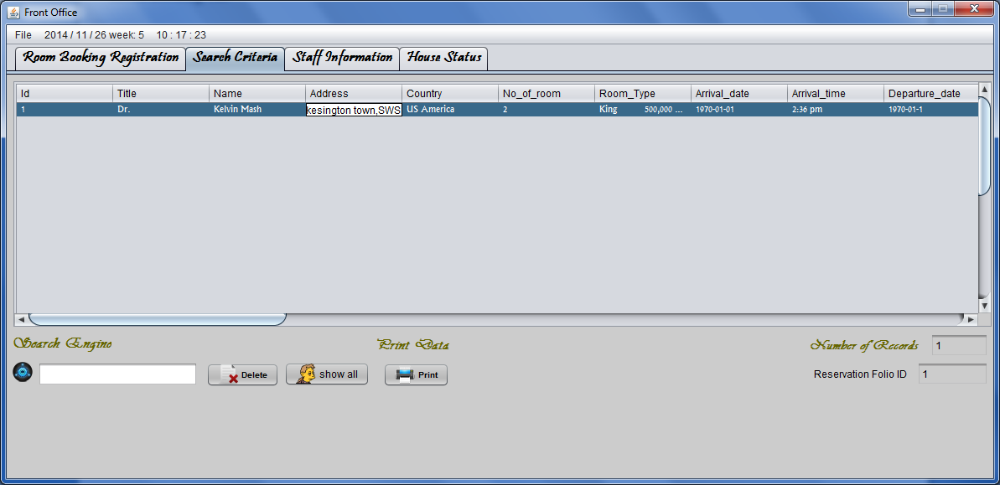 Front Office
File 2014 / 11 / 26 week: 5 10 : 17 : 23
Room Booking Registration Search Criteria Staff Information House Status
Id Title Name Address Country No_of_room Room_Type Arrival_date Arrival_time Departure_date
1 Dr. Kelvin Mash kesington town,SWS US America 2 King 500,000 ... 1970-01-01 2:36 pm 1970-01-1
Search Engine Print Data Number of Records 1
Delete show all Print Reservation Folio ID 1